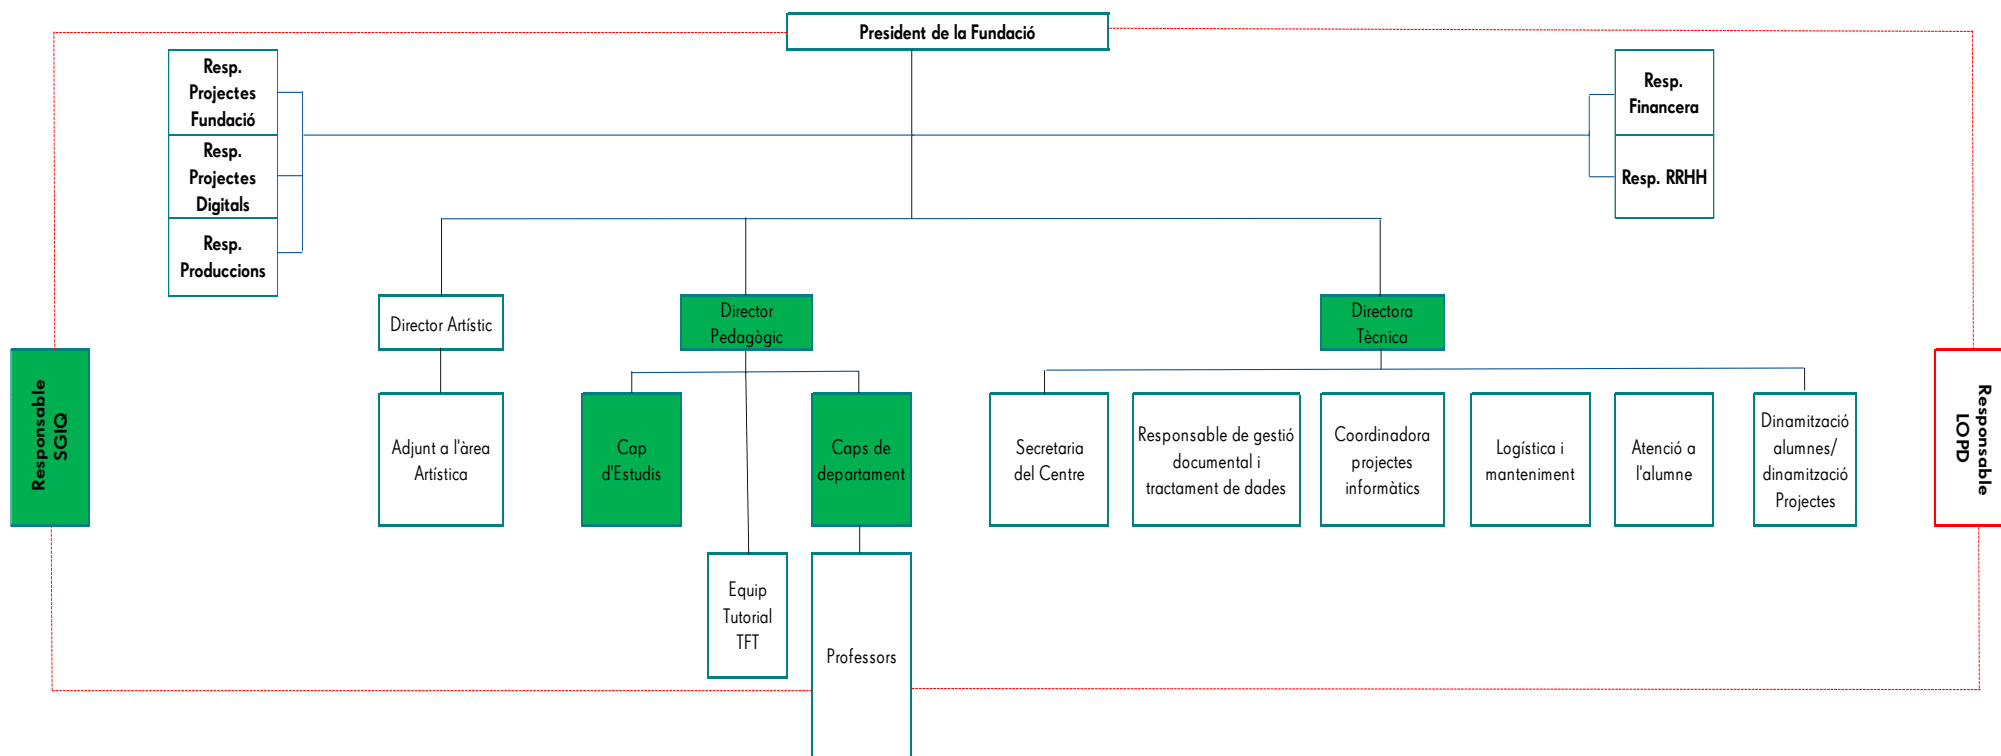 President de la Fundació
Resp.
Projectes
Fundació
Resp.
Projectes
Digitals
Resp.
Produccions
Resp.
Financera
Resp. RRHH
Director Artístic
Director
Pedagògic
Directora
Tècnica
Responsable
SGIQ
Adjunt a l'àrea
Artística
Cap
d'Estudis
Caps de
departament
Secretaria
del Centre
Responsable de gestió
documental i
tractament de dades
Coordinadora
projectes
informàtics
Logística i
manteniment
Atenció a
l'alumne
Dinamització
alumnes/
dinamització
Projectes
Responsable
LOPD
Equip
Tutorial
TFT
Professors